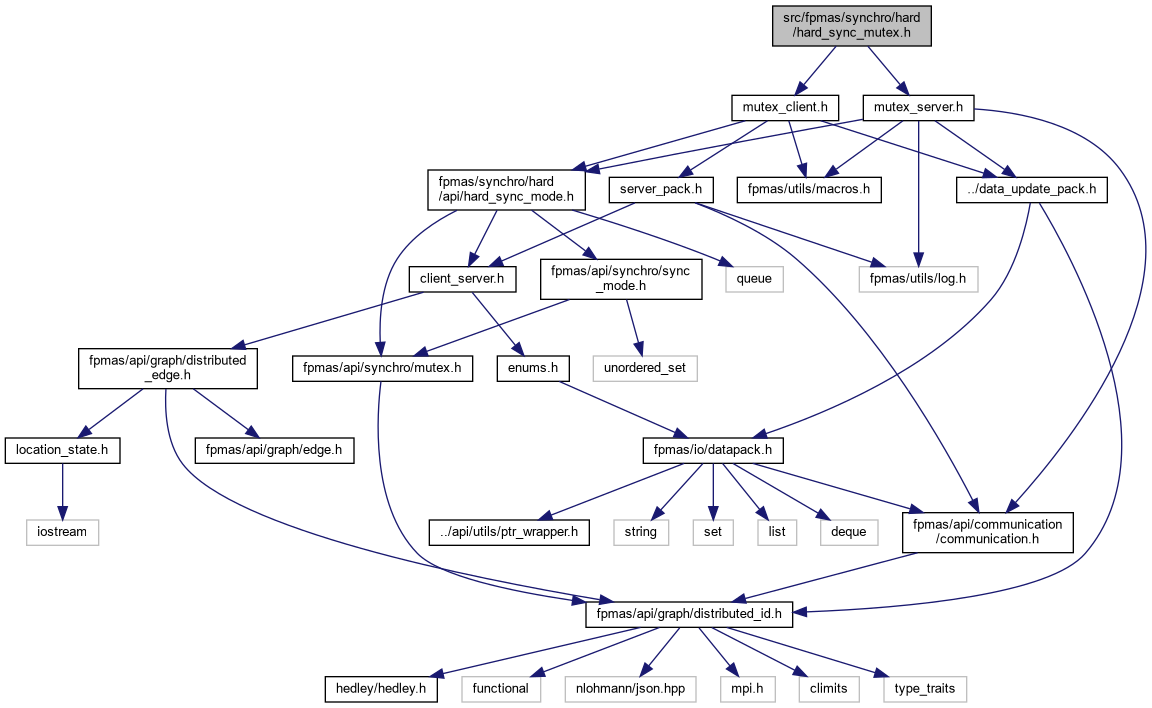 src/fpmas/synchro/hard
/hard_sync_mutex.h
mutex_client.h
mutex_server.h
fpmas/synchro/hard
/api/hard_sync_mode.h
server_pack.h
fpmas/utils/macros.h
../data_update_pack.h
client_server.h
fpmas/api/synchro/sync
_mode.h
queue
fpmas/utils/log.h
fpmas/api/graph/distributed
_edge.h
fpmas/api/synchro/mutex.h
enums.h
unordered_set
location_state.h
fpmas/api/graph/edge.h
fpmas/io/datapack.h
iostream
../api/utils/ptr_wrapper.h
string
set
list
deque
fpmas/api/communication
/communication.h
fpmas/api/graph/distributed_id.h
hedley/hedley.h
functional
nlohmann/json.hpp
mpi.h
climits
type_traits